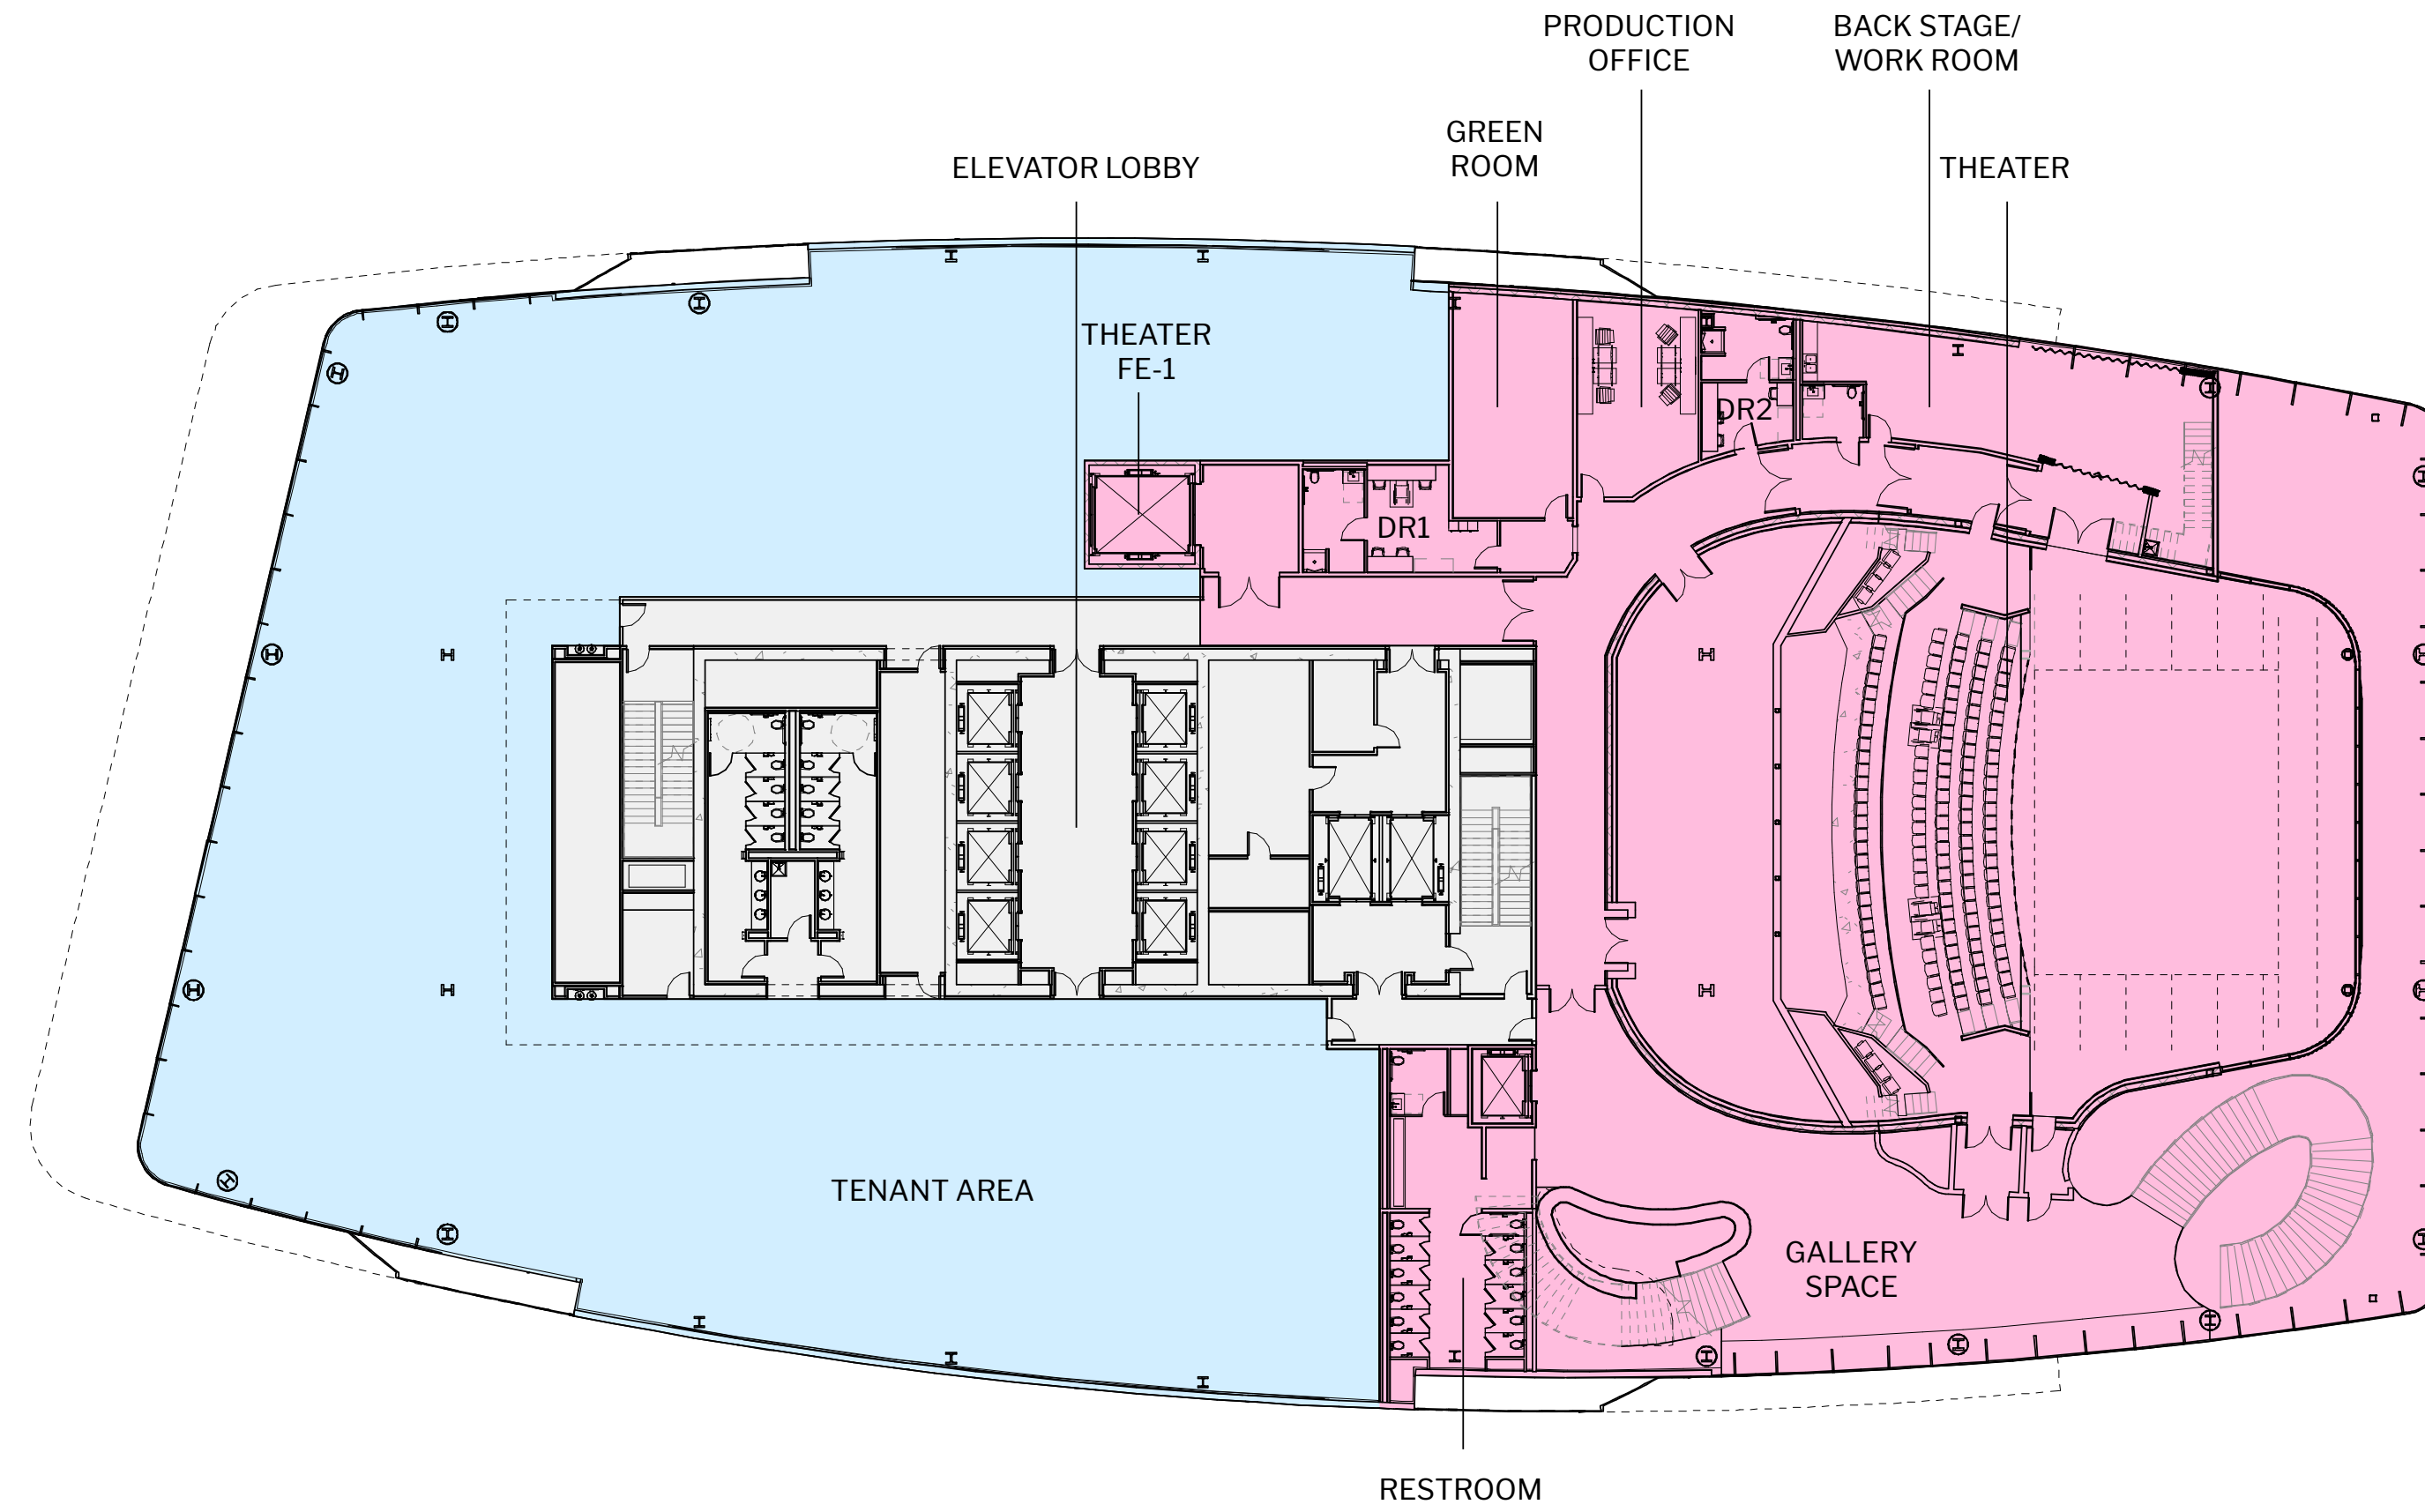 PRODUCTION
OFFICE
BACK STAGE/
WORK ROOM
GREEN
ROOM
ELEVATOR LOBBY
THEATER
THEATER
FE-1
DR2
DR1
TENANT AREA
GALLERY
SPACE
RESTROOM